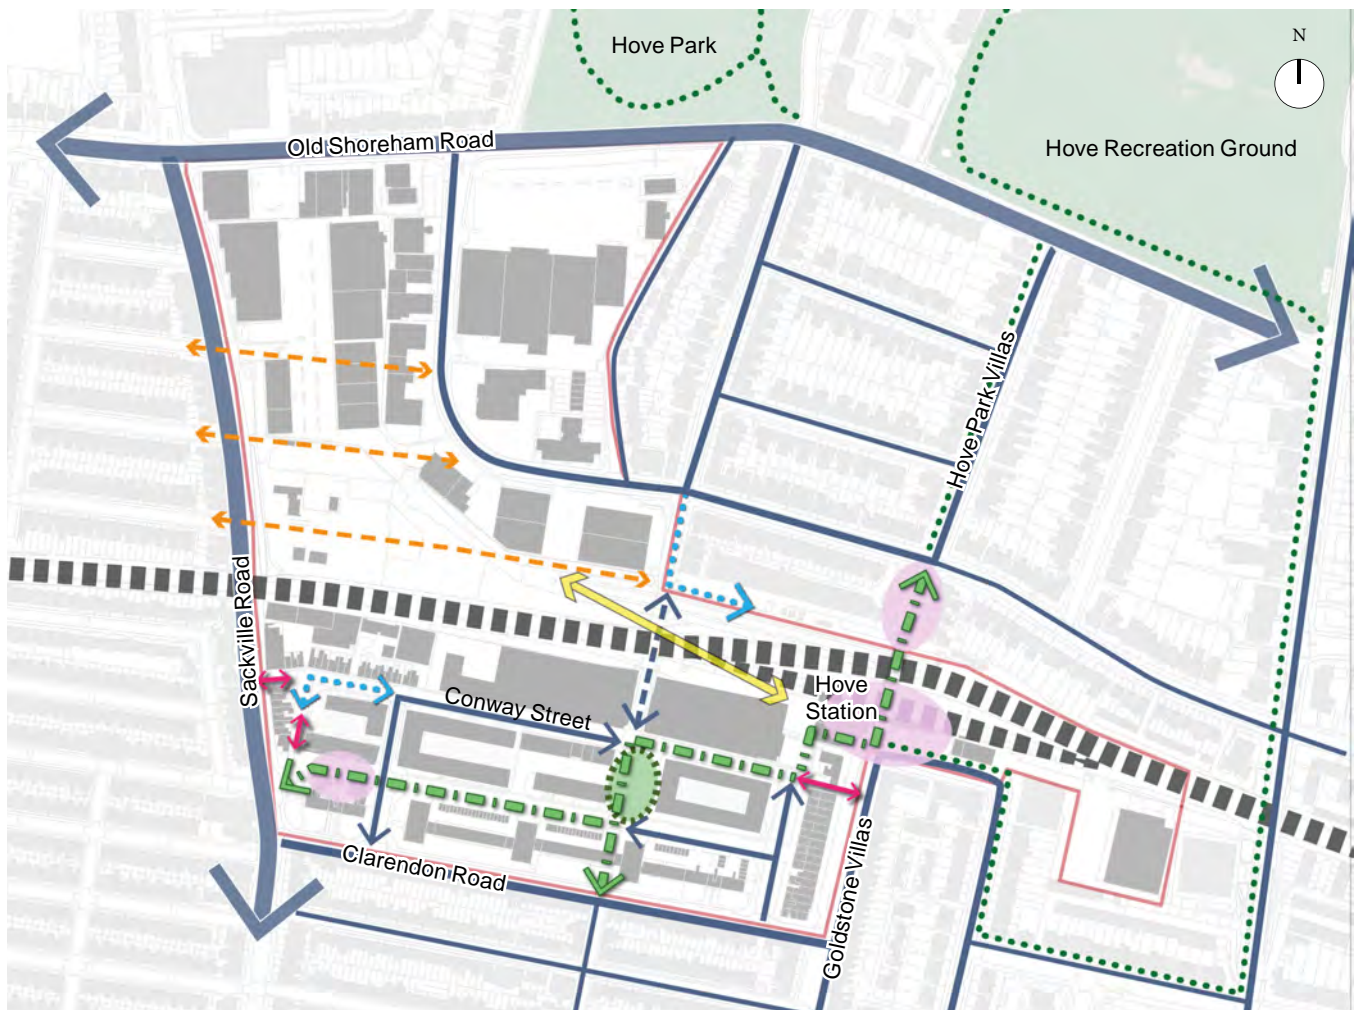 Hove Park
N
Old Shoreham Road
Hove Recreation Ground
Hove Park Villas
Sackville Road
Hove
Station
Conway Street
Clarendon Road
Goldstone Villas